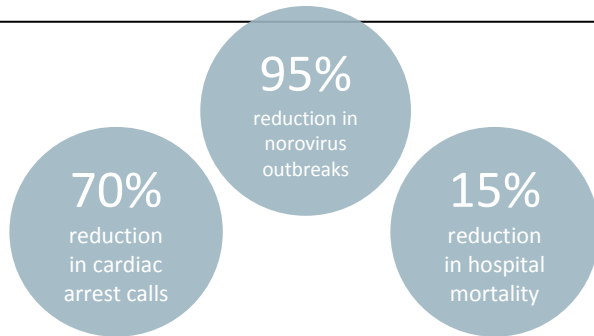 95%
reduction in
norovirus
outbreaks
70%
reduction
in cardiac
arrest calls
15%
reduction
in hospital
mortality